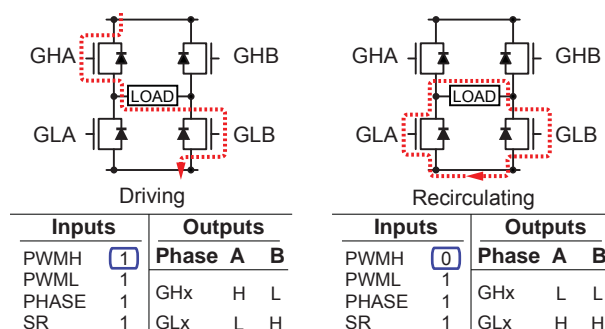 GHA GHB
LOAD
GLA GLB
Driving
Inputs Outputs
PWMH 1 Phase A B
PWML 1
PHASE 1 GHx H L
SR 1 GLx L H
GHA GHB
LOAD
GLA GLB
Recirculating
Inputs Outputs
PWMH 0 Phase A B
PWML 1
PHASE 1 GHx L L
SR 1 GLx H H